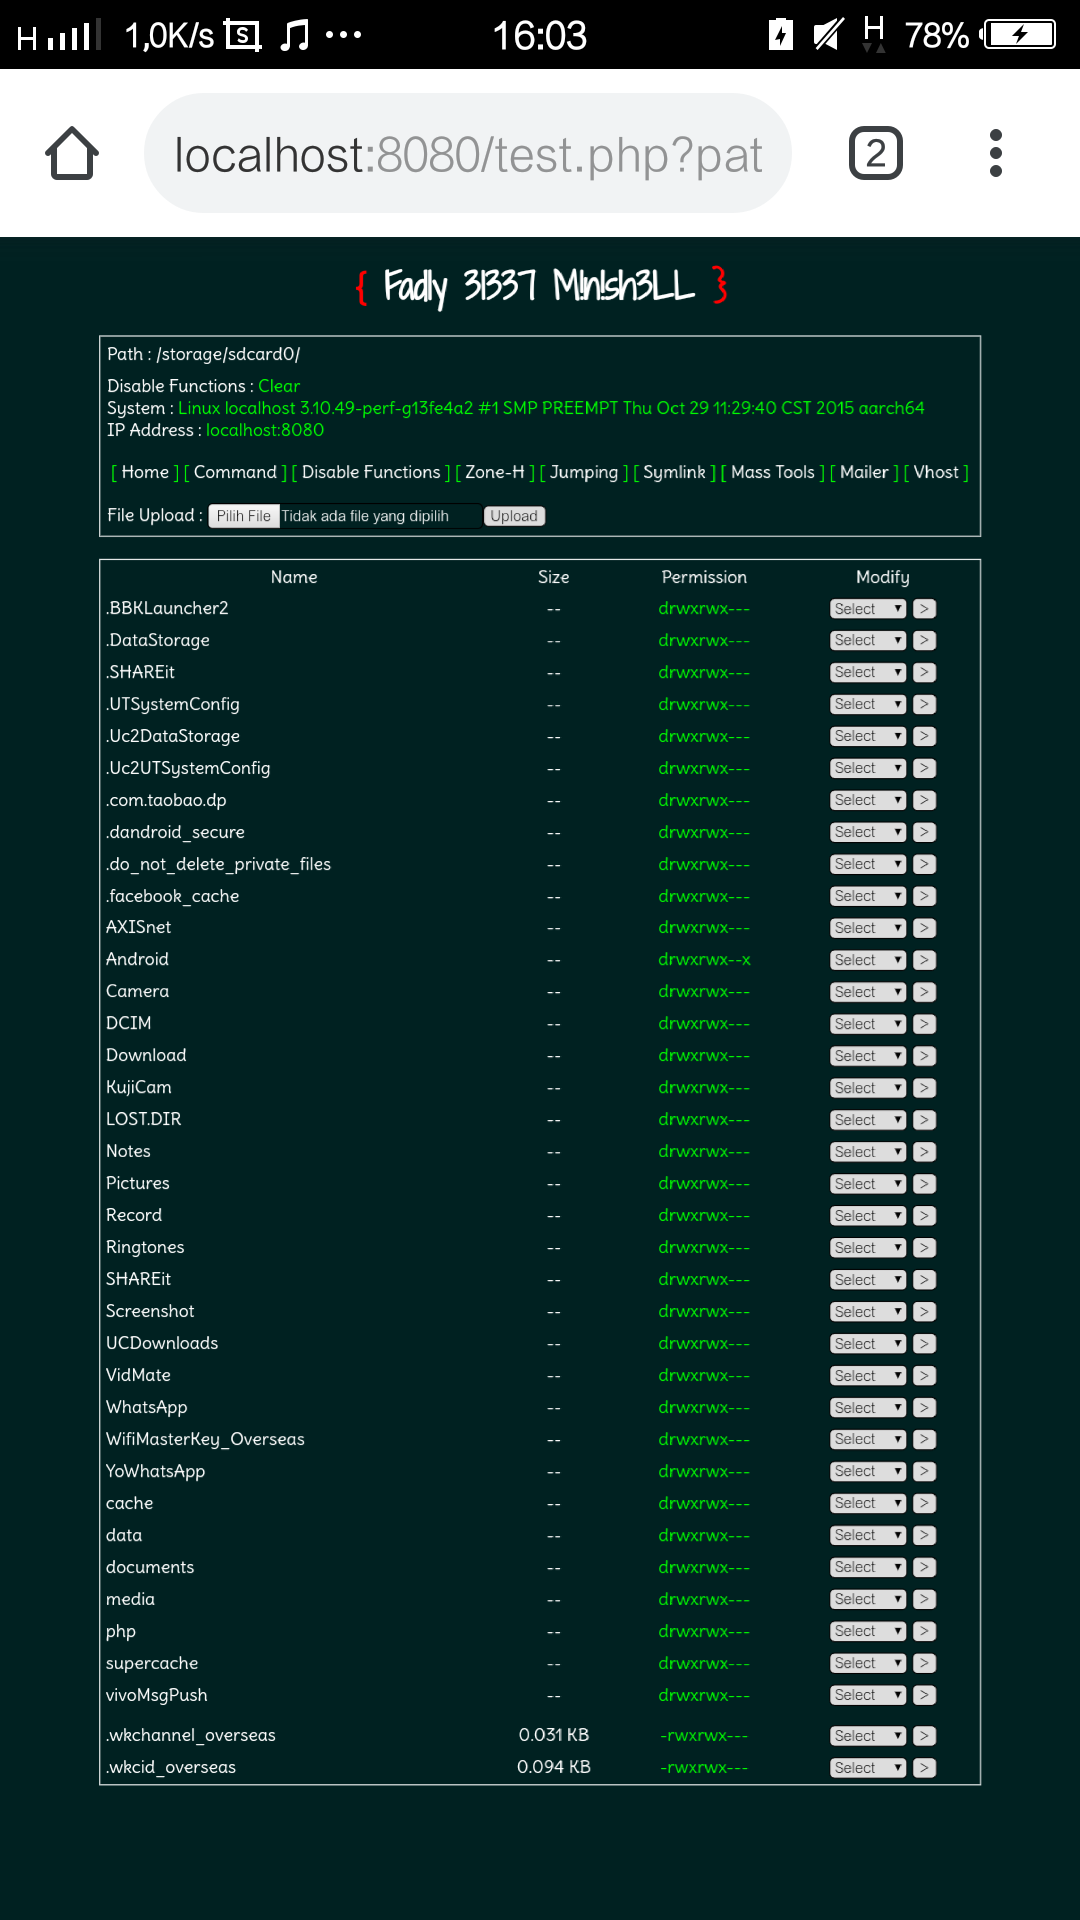 H 1,0K/s S 16:03 H 78%
localhost:8080/test.php?pat 2
{ Fadly 31337 M!n!sh3LL }
Path : /storage/sdcard0/
Disable Functions : Clear
System : Linux localhost 3.10.49-perf-g13fe4a2 #1 SMP PREEMPT Thu Oct 29 11:29:40 CST 2015 aarch64
IP Address : localhost:8080
[ Home ] [ Command ] [ Disable Functions ] [ Zone-H ] [ Jumping ] [ Symlink ] [ Mass Tools ] [ Mailer ] [ Vhost ]
File Upload : Pilih File Tidak ada file yang dipilih Upload
Name Size Permission Modify
.BBKLauncher2 -- drwxrwx--- Select >
.DataStorage -- drwxrwx--- Select >
.SHAREit -- drwxrwx--- Select >
.UTSystemConfig -- drwxrwx--- Select >
.Uc2DataStorage -- drwxrwx--- Select >
.Uc2UTSystemConfig -- drwxrwx--- Select >
.com.taobao.dp -- drwxrwx--- Select >
.dandroid_secure -- drwxrwx--- Select >
.do_not_delete_private_files -- drwxrwx--- Select >
.facebook_cache -- drwxrwx--- Select >
AXISnet -- drwxrwx--- Select >
Android -- drwxrwx--x Select >
Camera -- drwxrwx--- Select >
DCIM -- drwxrwx--- Select >
Download -- drwxrwx--- Select >
KujiCam -- drwxrwx--- Select >
LOST.DIR -- drwxrwx--- Select >
Notes -- drwxrwx--- Select >
Pictures -- drwxrwx--- Select >
Record -- drwxrwx--- Select >
Ringtones -- drwxrwx--- Select >
SHAREit -- drwxrwx--- Select >
Screenshot -- drwxrwx--- Select >
UCDownloads -- drwxrwx--- Select >
VidMate -- drwxrwx--- Select >
WhatsApp -- drwxrwx--- Select >
WifiMasterKey_Overseas -- drwxrwx--- Select >
YoWhatsApp -- drwxrwx--- Select >
cache -- drwxrwx--- Select >
data -- drwxrwx--- Select >
documents -- drwxrwx--- Select >
media -- drwxrwx--- Select >
php -- drwxrwx--- Select >
supercache -- drwxrwx--- Select >
vivoMsgPush -- drwxrwx--- Select >
.wkchannel_overseas 0.031 KB -rwxrwx--- Select >
.wkcid_overseas 0.094 KB -rwxrwx--- Select >